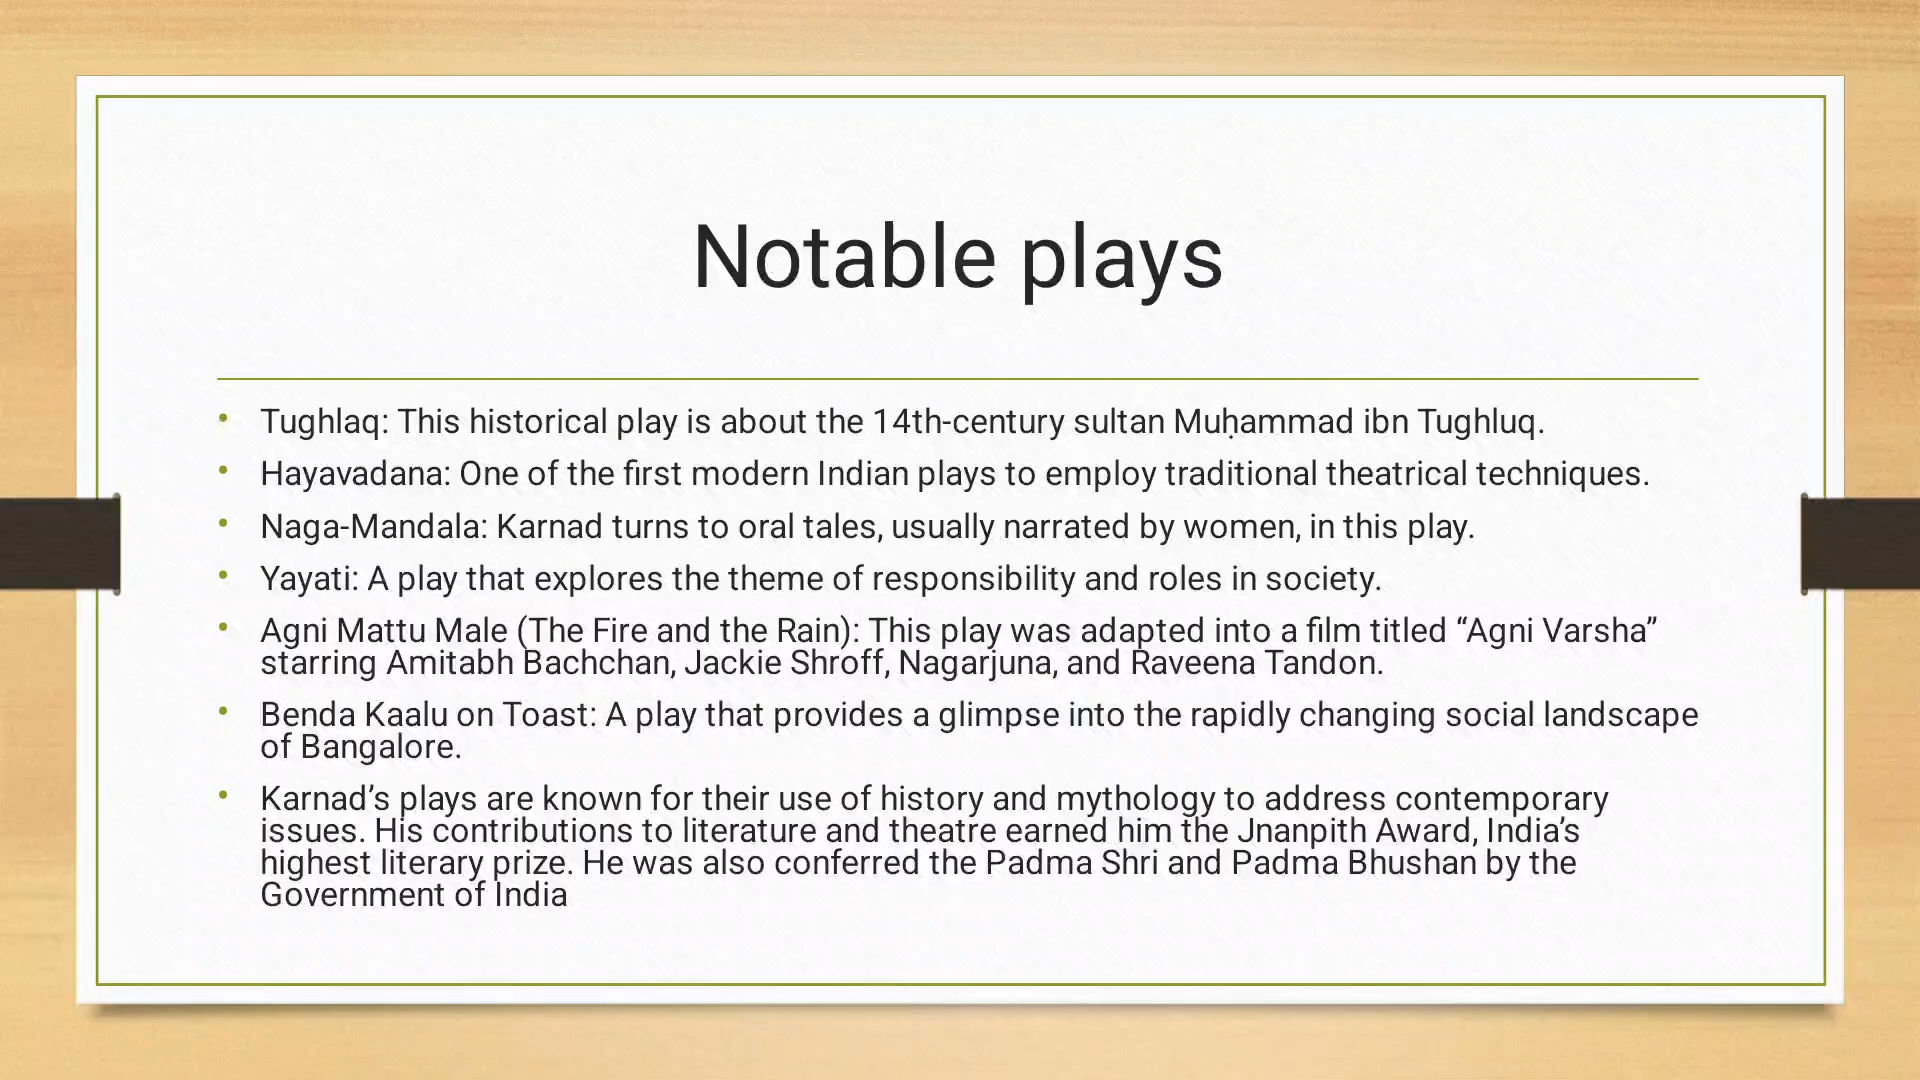 Notable plays
• Tughlaq: This historical play is about the 14th-century sultan Muḥammad ibn Tughluq.
• Hayavadana: One of the first modern Indian plays to employ traditional theatrical techniques.
• Naga-Mandala: Karnad turns to oral tales, usually narrated by women, in this play.
• Yayati: A play that explores the theme of responsibility and roles in society.
• Agni Mattu Male (The Fire and the Rain): This play was adapted into a film titled “Agni Varsha”
starring Amitabh Bachchan, Jackie Shroff, Nagarjuna, and Raveena Tandon.
• Benda Kaalu on Toast: A play that provides a glimpse into the rapidly changing social landscape
of Bangalore.
• Karnad’s plays are known for their use of history and mythology to address contemporary
issues. His contributions to literature and theatre earned him the Jnanpith Award, India’s
highest literary prize. He was also conferred the Padma Shri and Padma Bhushan by the
Government of India